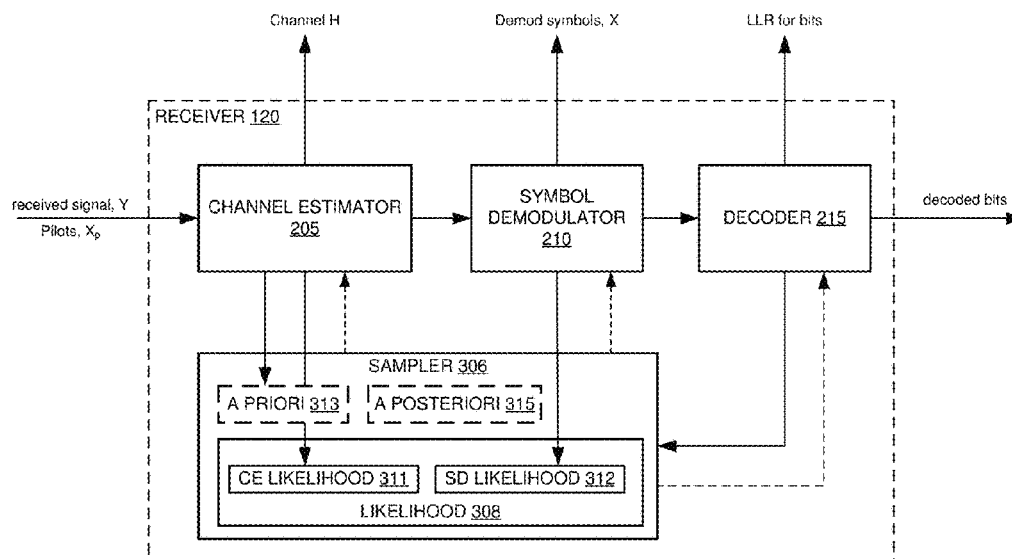 Channel H
Demod symbols, X
LLR for bits
RECEIVER 120
received signal, Y
Pilots, Xp
CHANNEL ESTIMATOR
205
SYMBOL
DEMODULATOR
210
DECODER 215
decoded bits
SAMPLER 306
A PRIORI 313
A POSTERIORI 315
CE LIKELIHOOD 311
SD LIKELIHOOD 312
LIKELIHOOD 308